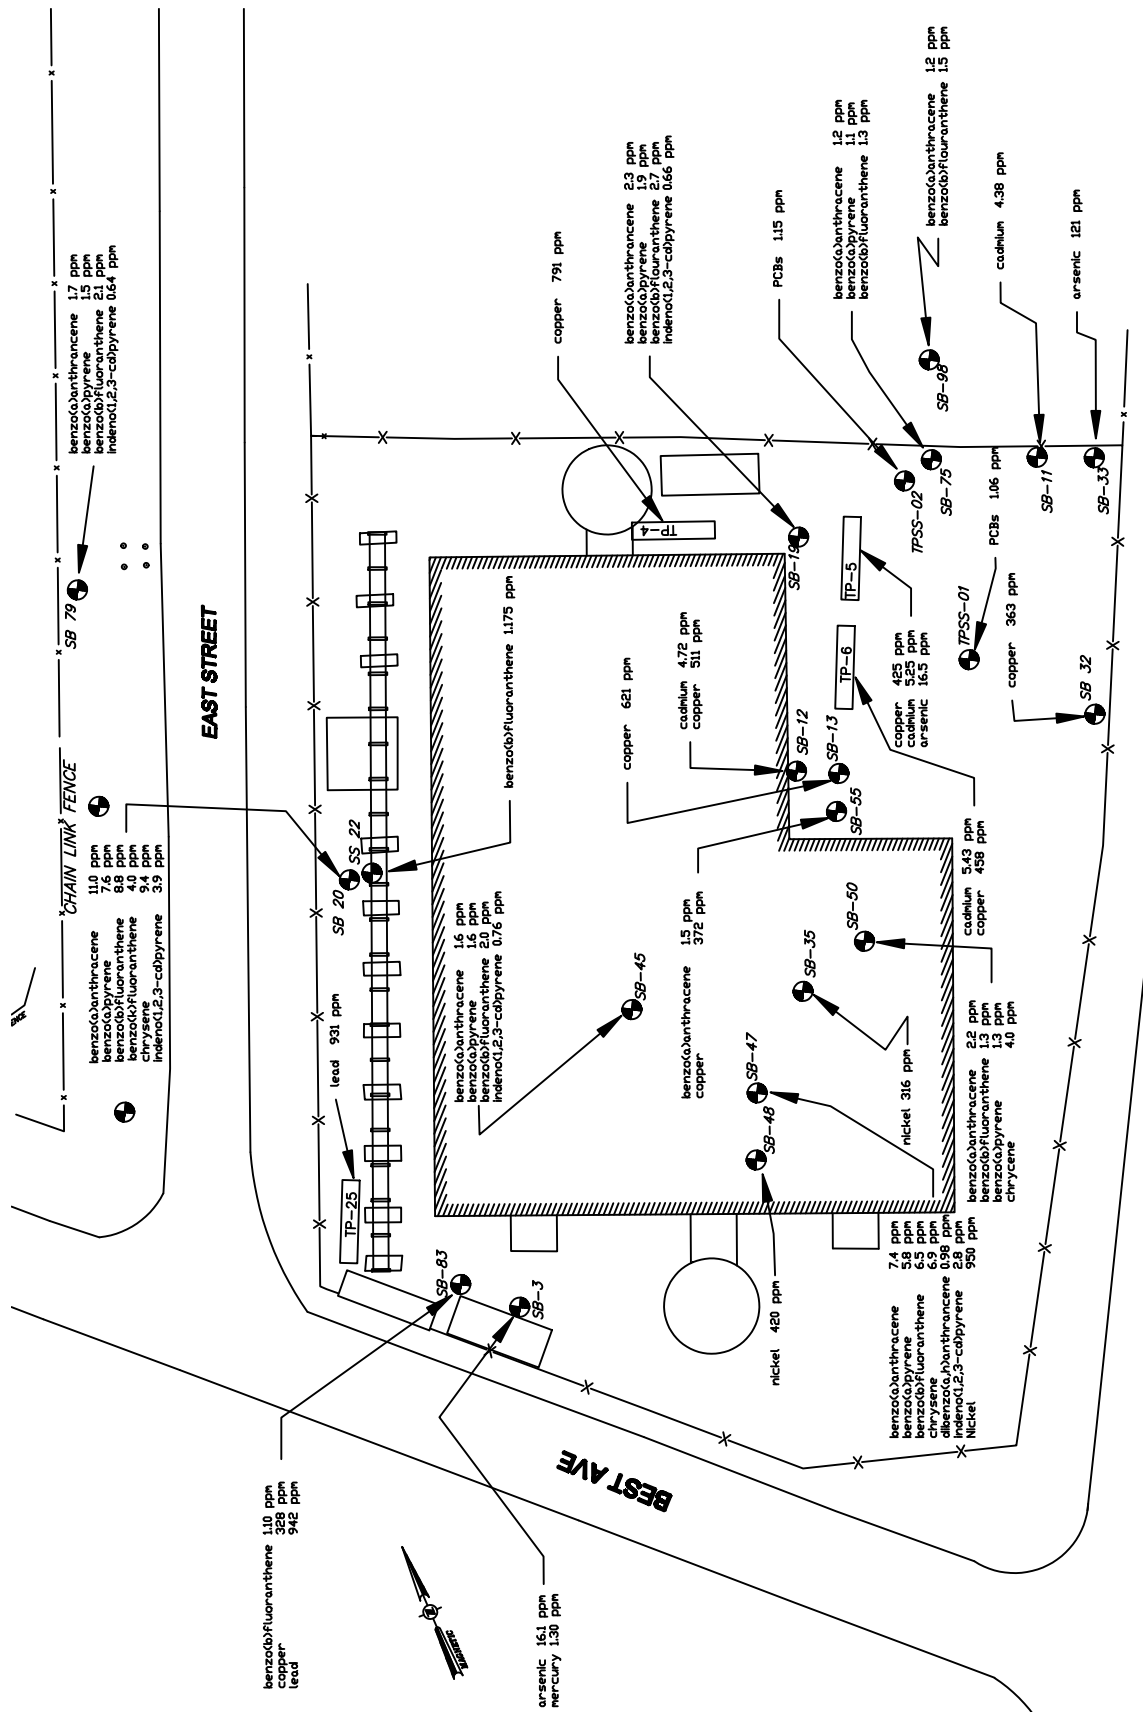 benzo(a)anthrancene 1.7 ppm
benzo(a)pyrene 1.5 ppm
benzo(b)fluoranthene 2.1 ppm
indeno(1,2,3-cd)pyrene 0.64 ppm
SB 79
CHAIN LINK FENCE
EAST STREET
benzo(a)anthracene 11.0 ppm
benzo(a)pyrene 7.6 ppm
benzo(b)fluoranthene 8.8 ppm
benzo(k)fluoranthene 4.0 ppm
chrysene 9.4 ppm
indeno(1,2,3-cd)pyrene 3.9 ppm
SB 20
SS 22
benzo(b)fluoranthene 1.175 ppm
lead 931 ppm
TP-25
copper 791 ppm
TP-4
benzo(a)anthrancene 2.3 ppm
benzo(a)pyrene 1.9 ppm
benzo(b)flouranthene 2.7 ppm
indeno(1,2,3-cd)pyrene 0.66 ppm
SB-19
PCBs 1.15 ppm
TPSS-02
benzo(a)anthracene 1.2 ppm
benzo(a)pyrene 1.1 ppm
benzo(b)fluoranthene 1.3 ppm
SB-75
benzo(a)anthracene 1.2 ppm
benzo(b)flouranthene 1.5 ppm
SB-98
cadmium 4.38 ppm
SB-11
arsenic 121 ppm
SB-33
PCBs 1.06 ppm
TPSS-01
TP-5
copper 425 ppm
cadmium 5.25 ppm
arsenic 16.5 ppm
TP-6
cadmium 5.43 ppm
copper 458 ppm
copper 363 ppm
SB 32
cadmium 4.72 ppm
copper 511 ppm
SB-12
copper 621 ppm
SB-13
benzo(a)anthracene 1.5 ppm
copper 372 ppm
SB-55
benzo(a)anthracene 1.6 ppm
benzo(a)pyrene 1.6 ppm
benzo(b)fluoranthene 2.0 ppm
indeno(1,2,3-cd)pyrene 0.76 ppm
SB-45
SB-50
benzo(a)anthracene 2.2 ppm
benzo(b)fluoranthene 1.3 ppm
benzo(a)pyrene 1.3 ppm
chrycene 4.0 ppm
SB-35
nickel 316 ppm
SB-47
benzo(a)anthracene 7.4 ppm
benzo(a)pyrene 5.8 ppm
benzo(b)fluoranthene 6.5 ppm
chrysene 6.9 ppm
dibenzo(a,h)anthrancene 0.98 ppm
indeno(1,2,3-cd)pyrene 2.8 ppm
Nickel 950 ppm
SB-48
nickel 420 ppm
SB-83
benzo(b)fluoranthene 1.10 ppm
copper 328 ppm
lead 942 ppm
SB-3
arsenic 16.1 ppm
mercury 1.30 ppm
BEST AVE
MAGNETIC
N